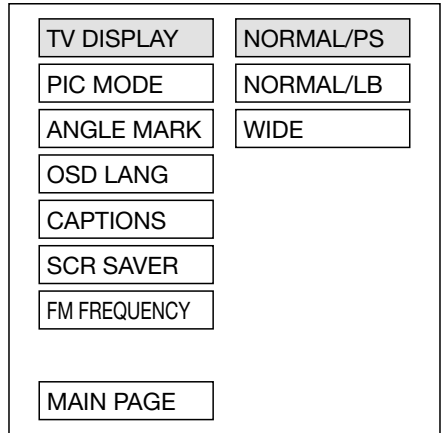 TV DISPLAY NORMAL/PS
PIC MODE NORMAL/LB
ANGLE MARK WIDE
OSD LANG
CAPTIONS
SCR SAVER
FM FREQUENCY
MAIN PAGE